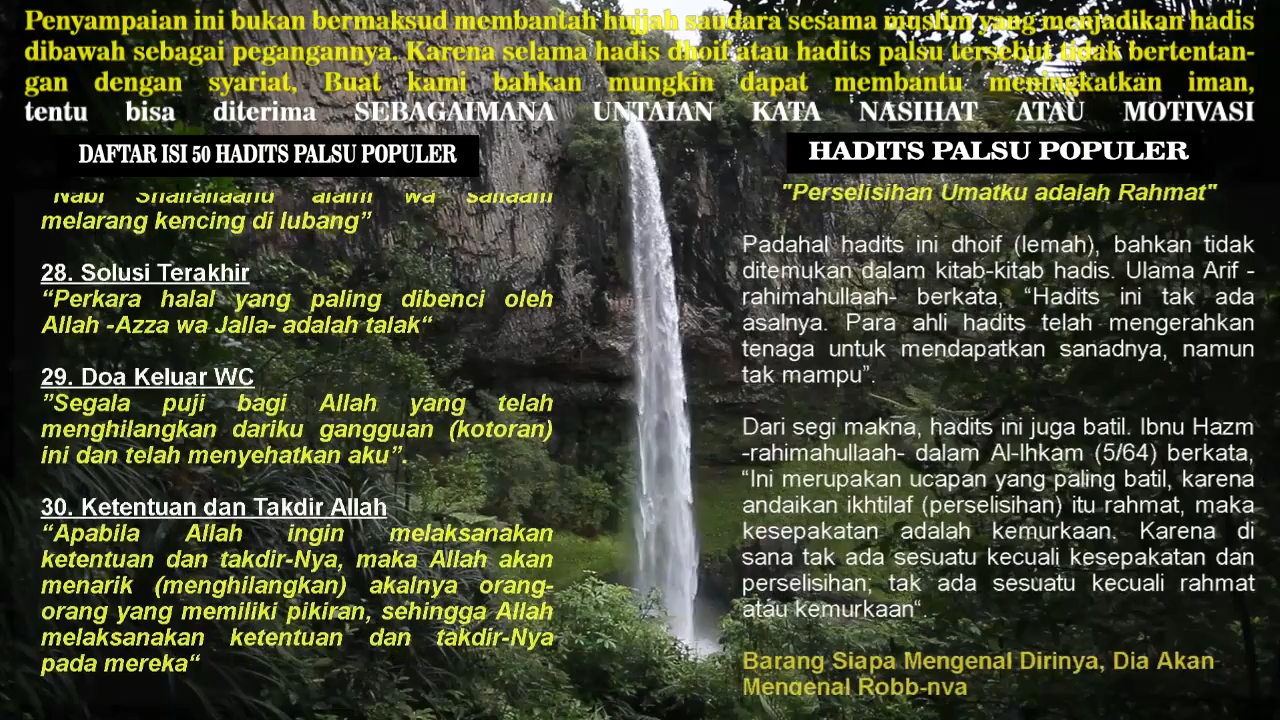 Penyampaian ini bukan bermaksud membantah hujjah saudara sesama muslim yang menjadikan hadis
dibawah sebagai pegangannya. Karena selama hadis dhoif atau hadits palsu tersebut tidak bertentan-
gan dengan syariat, Buat kami bahkan mungkin dapat membantu meningkatkan iman,
tentu bisa diterima SEBAGAIMANA UNTAIAN KATA NASIHAT ATAU MOTIVASI
DAFTAR ISI 50 HADITS PALSU POPULER
melarang kencing di lubang”
28. Solusi Terakhir
“Perkara halal yang paling dibenci oleh
Allah -Azza wa Jalla- adalah talak“
29. Doa Keluar WC
”Segala puji bagi Allah yang telah
menghilangkan dariku gangguan (kotoran)
ini dan telah menyehatkan aku”.
30. Ketentuan dan Takdir Allah
“Apabila Allah ingin melaksanakan
ketentuan dan takdir-Nya, maka Allah akan
menarik (menghilangkan) akalnya orang-
orang yang memiliki pikiran, sehingga Allah
melaksanakan ketentuan dan takdir-Nya
pada mereka“
HADITS PALSU POPULER
"Perselisihan Umatku adalah Rahmat"
Padahal hadits ini dhoif (lemah), bahkan tidak
ditemukan dalam kitab-kitab hadis. Ulama Arif -
rahimahullaah- berkata, “Hadits ini tak ada
asalnya. Para ahli hadits telah mengerahkan
tenaga untuk mendapatkan sanadnya, namun
tak mampu”.
Dari segi makna, hadits ini juga batil. Ibnu Hazm
-rahimahullaah- dalam Al-Ihkam (5/64) berkata,
“Ini merupakan ucapan yang paling batil, karena
andaikan ikhtilaf (perselisihan) itu rahmat, maka
kesepakatan adalah kemurkaan. Karena di
sana tak ada sesuatu kecuali kesepakatan dan
perselisihan; tak ada sesuatu kecuali rahmat
atau kemurkaan“.
Barang Siapa Mengenal Dirinya, Dia Akan
Mengenal Robb-nya